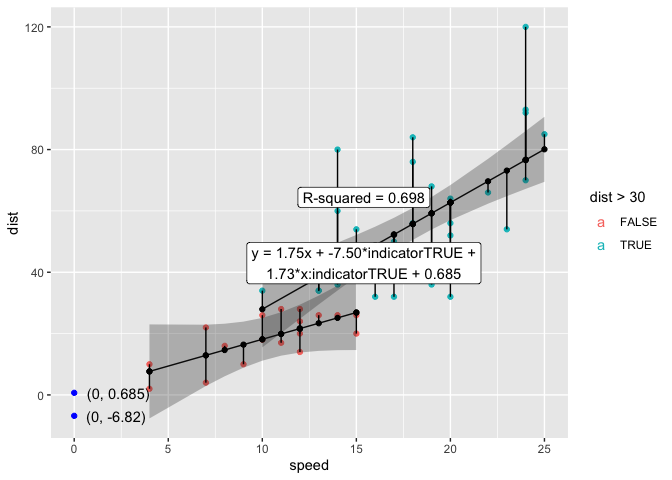 120
80
40
0
dist
R-squared = 0.698
y = 1.75x + -7.50*indicatorTRUE +
1.73*x:indicatorTRUE + 0.685
(0, 0.685)
(0, -6.82)
0 5 10 15 20 25
speed
dist > 30
a FALSE
a TRUE